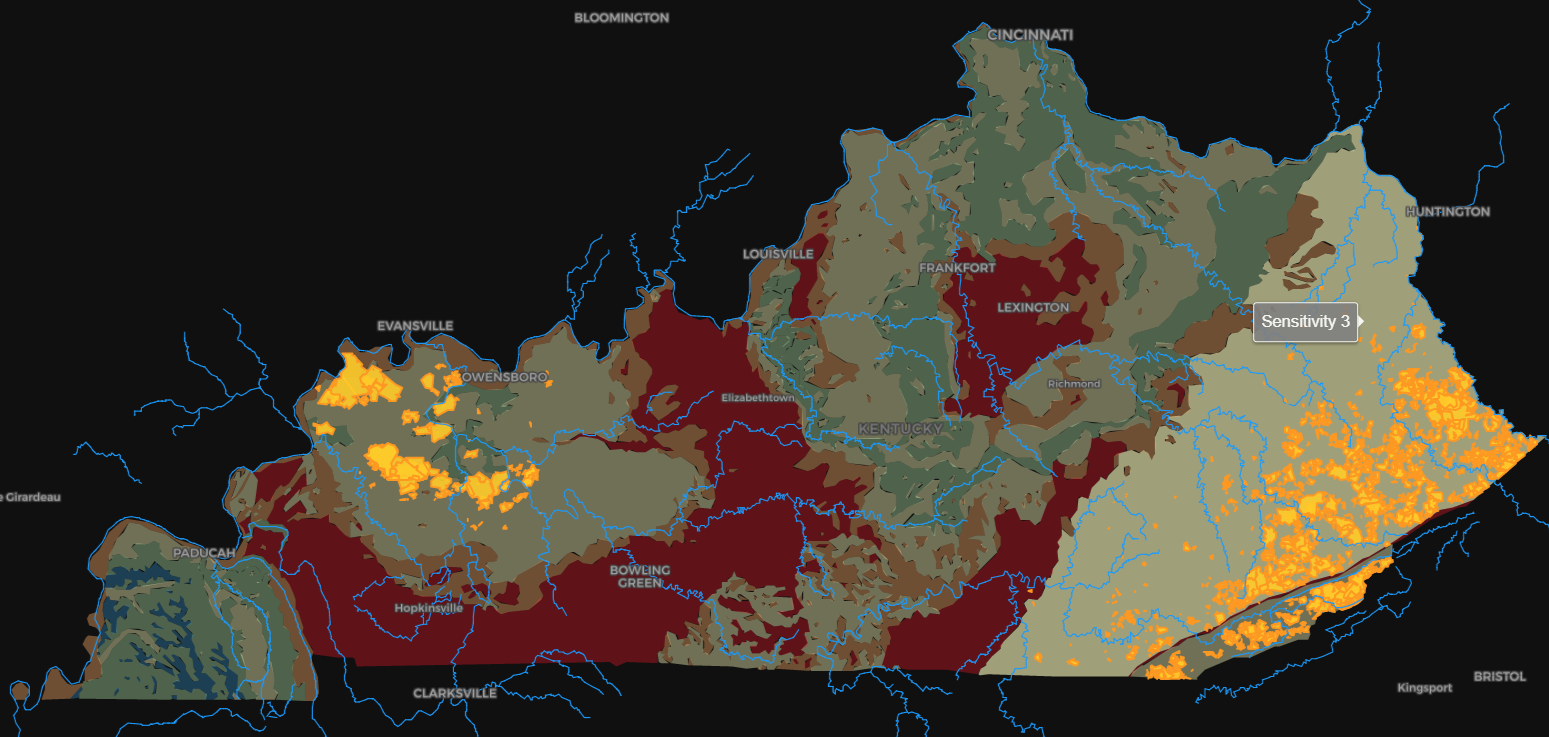 BLOOMINGTON
CINCINNATI
HUNTINGTON
LOUISVILLE
FRANKFORT
LEXINGTON
Sensitivity 3
EVANSVILLE
OWENSBORO
Richmond
Elizabethtown
KENTUCKY
e Girardeau
PADUCAH
BOWLING
GREEN
Hopkinsville
CLARKSVILLE
BRISTOL
Kingsport